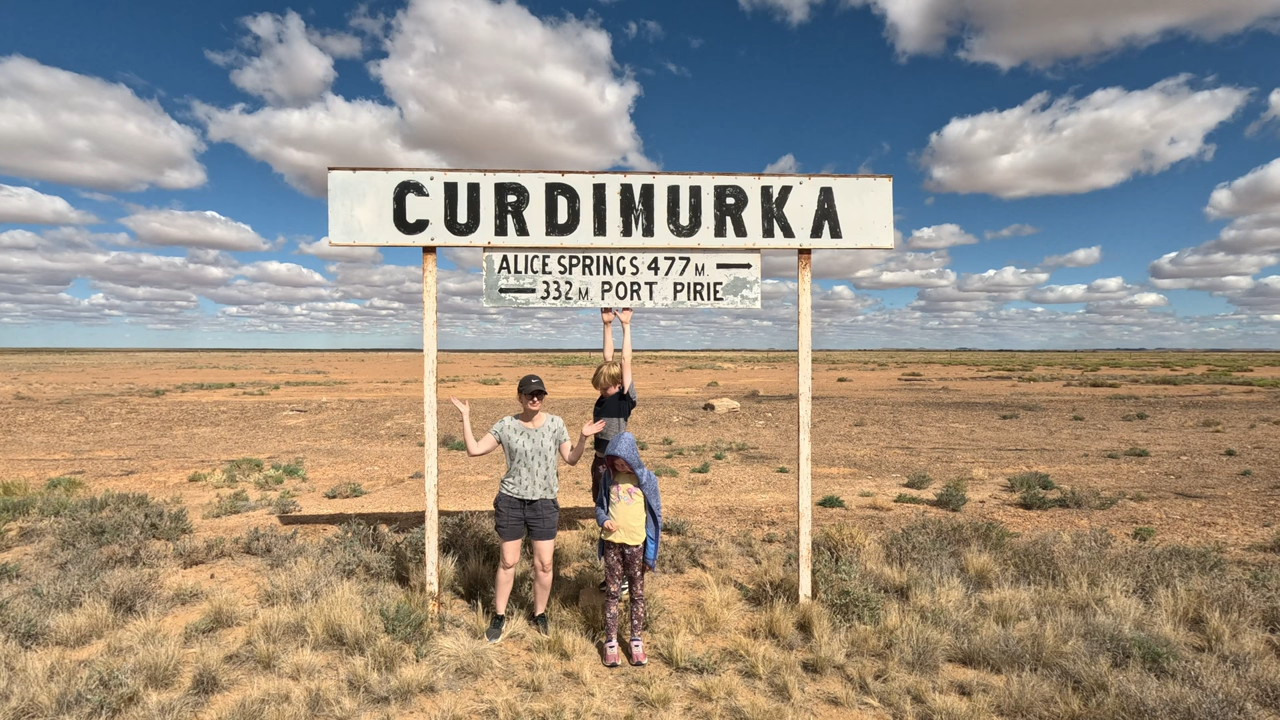 CURDIMURKA
ALICE SPRINGS 477 M. →
← 332 M PORT PIRIE